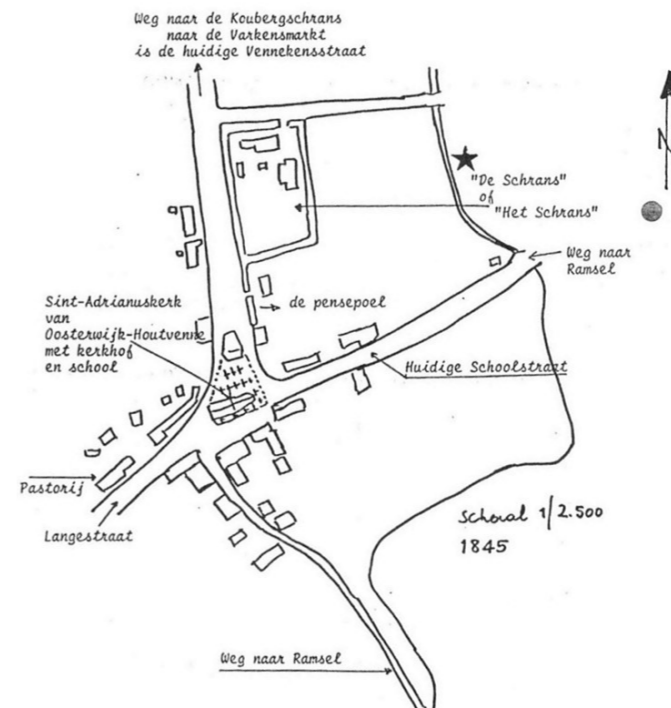 Weg naar de Koubergschrans
naar de Varkensmarkt
is de huidige Vennekensstraat
N
"De Schrans"
of
"Het Schrans"
Weg naar
Ramsel
Sint-Adrianuskerk
van
Oosterwijk-Houtvenne
met kerkhof
en school
de pensepoel
Huidige Schoolstraat
Pastorij
Langestraat
Schaal 1/2.500
1845
Weg naar Ramsel